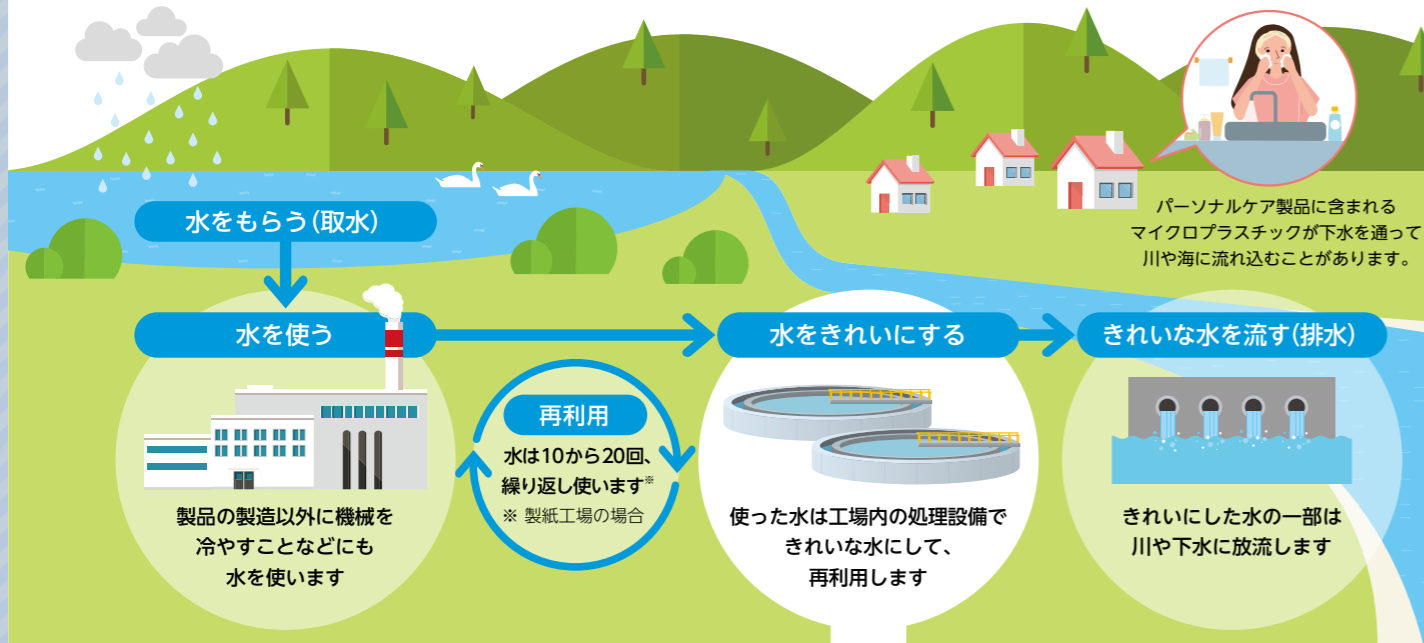 水をもらう(取水)
パーソナルケア製品に含まれる
マイクロプラスチックが下水を通って
川や海に流れ込むことがあります。
水を使う
製品の製造以外に機械を
冷やすことなどにも
水を使います
再利用
水は10から20回、
繰り返し使います※
※ 製紙工場の場合
水をきれいにする
使った水は工場内の処理設備で
きれいな水にして、
再利用します
きれいな水を流す(排水)
きれいにした水の一部は
川や下水に放流します